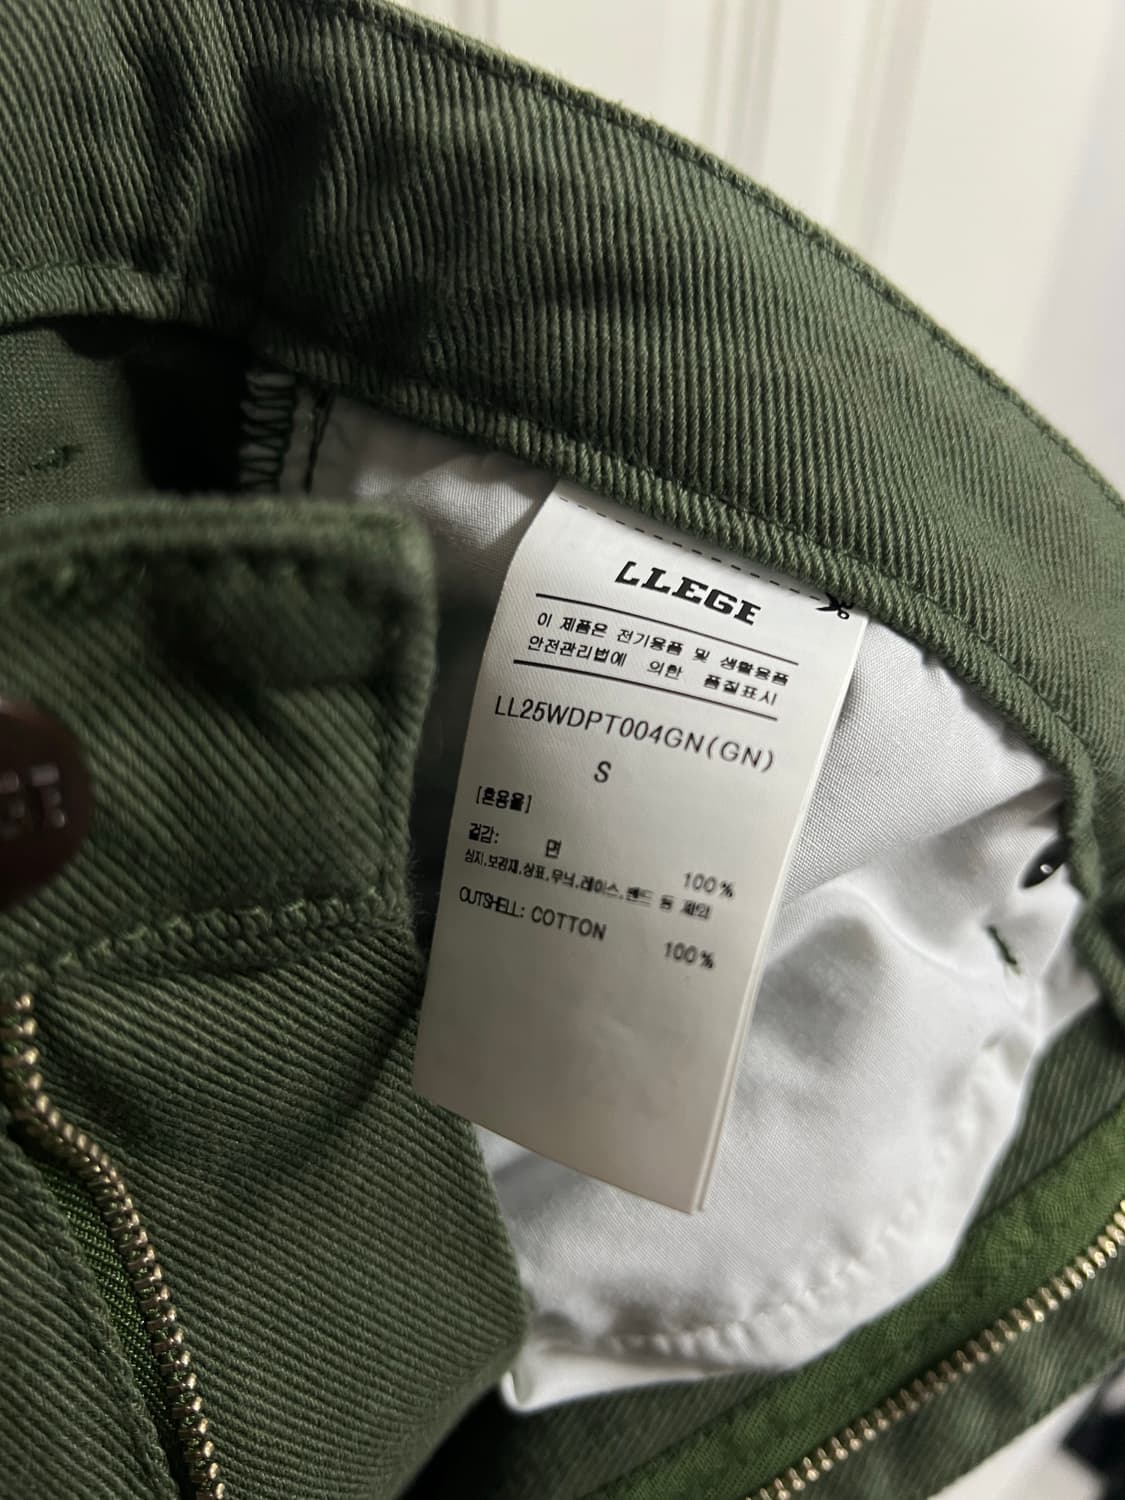 LLEGE
이 제품은 전기용품 및 생활용품
안전관리법에 의한 품질표시
LL25WDPT004GN(GN)
S
[혼용율]
겉감: 면 100%
심지,보강재,상표,무늬,레이스,밴드 등 제외
OUTSHELL: COTTON 100%